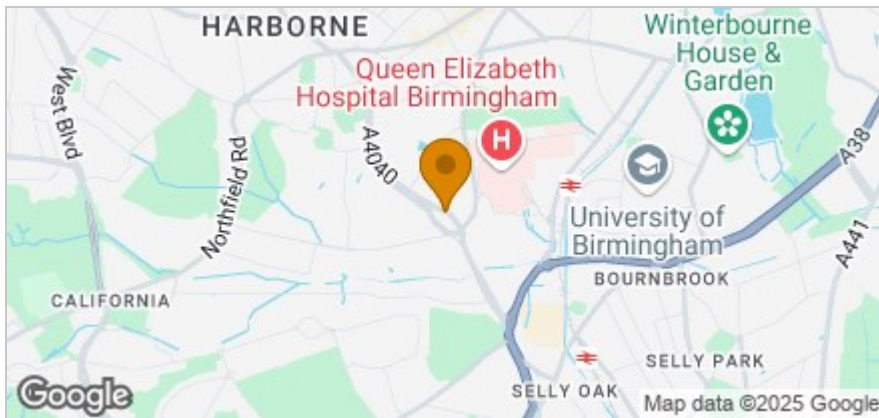 HARBORNE
Winterbourne
House &
Garden
West Blvd
Queen Elizabeth
Hospital Birmingham
H
A4040
A38
Northfield Rd
University of
Birmingham
A441
BOURNBROOK
CALIFORNIA
SELLY PARK
SELLY OAK
Google
Map data ©2025 Google